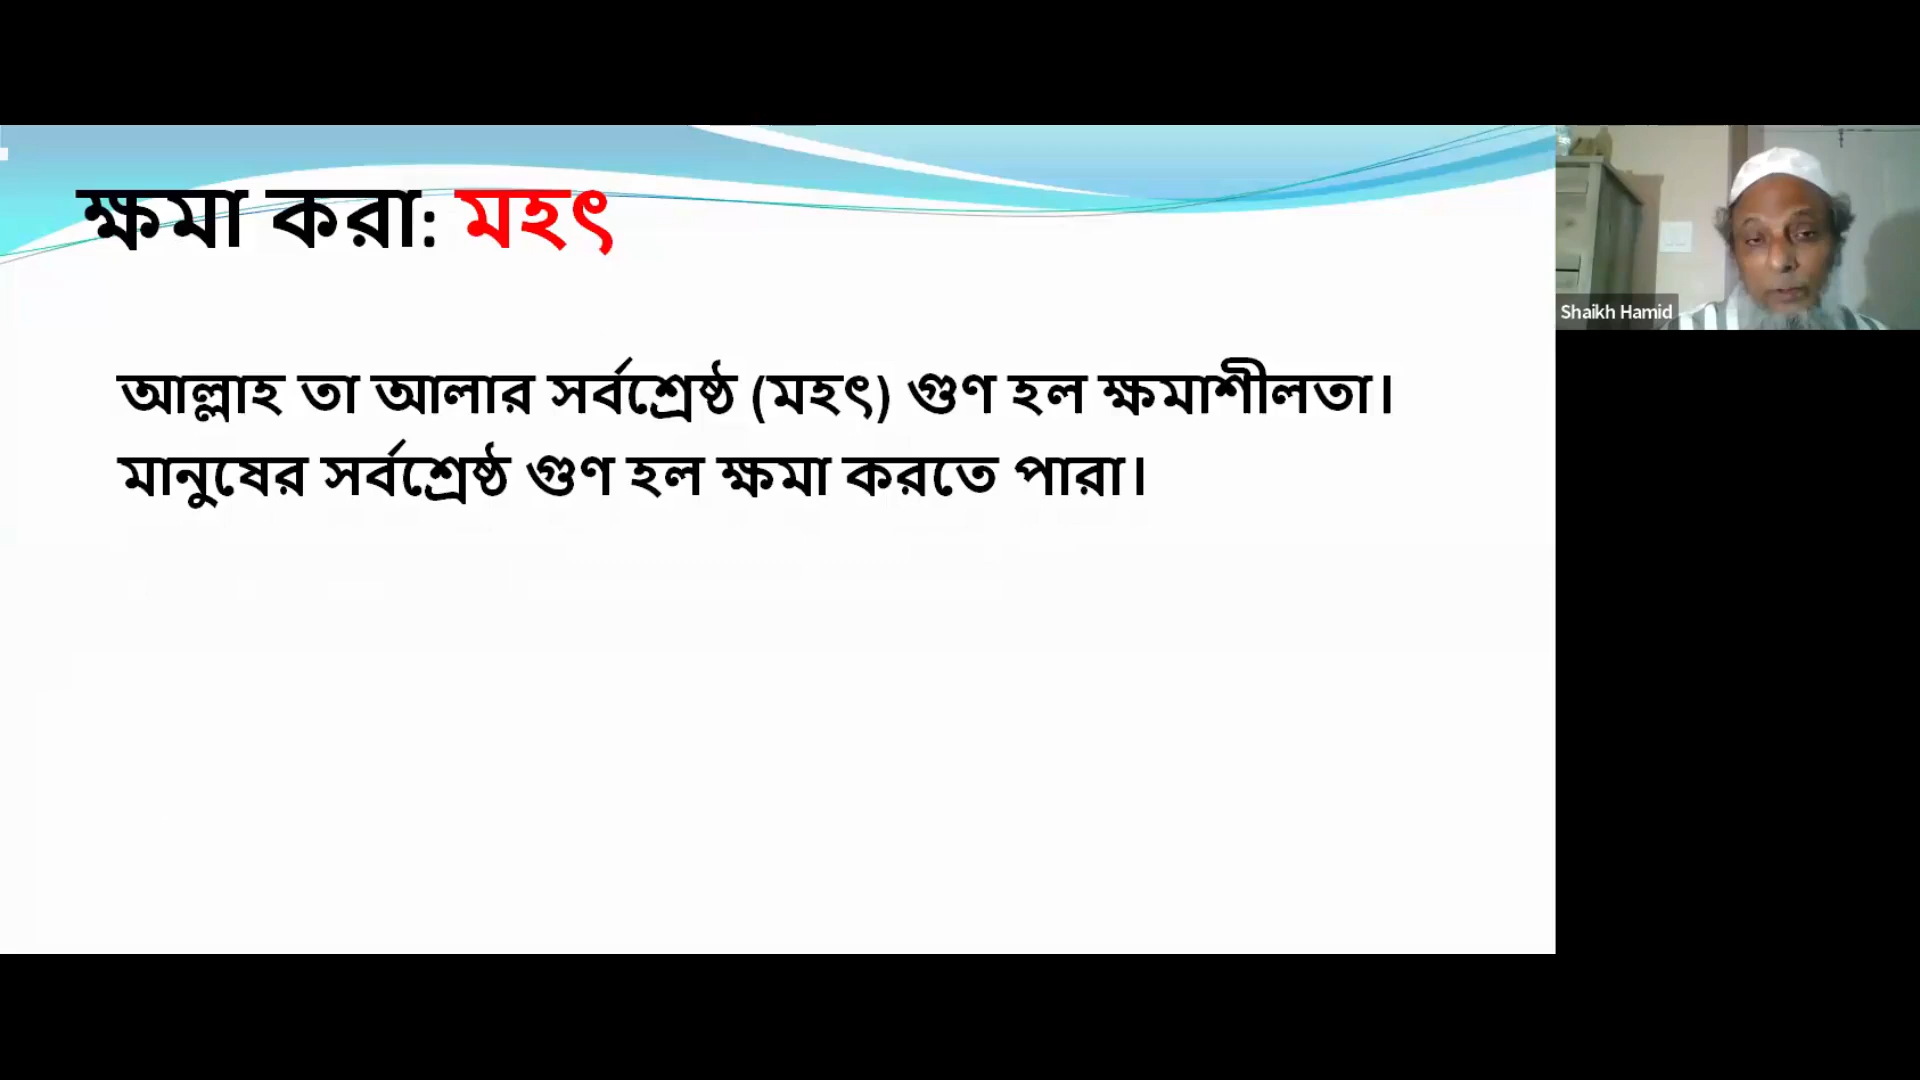 ক্ষমা করা: মহৎ
আল্লাহ তা আলার সর্বশ্রেষ্ঠ (মহৎ) গুণ হল ক্ষমাশীলতা।
মানুষের সর্বশ্রেষ্ঠ গুণ হল ক্ষমা করতে পারা।
Shaikh Hamid